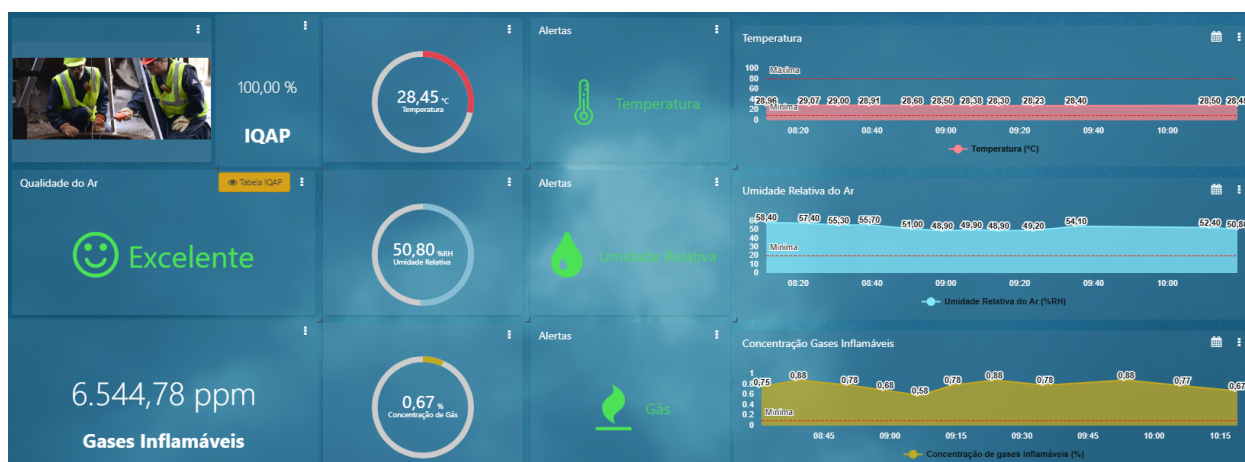 100,00 %
IQAP
28,45 °C
Temperatura
Alertas
Temperatura
Temperatura
100
80
60
40
20
0
Máxima
Mínima
28,96 29,07 29,00 28,91 28,68 28,50 28,38 28,30 28,23 28,40 28,50 28,45
08:20 08:40 09:00 09:20 09:40 10:00
Temperatura (°C)
Qualidade do Ar
Tabela IQAP
Excelente
50,80 %RH
Umidade Relativa
Alertas
Umidade Relativa
Umidade Relativa do Ar
60
50
40
30
20
10
0
Mínima
58,40 57,40 55,30 55,70 51,00 48,90 49,90 48,90 49,20 54,10 52,40 50,80
08:20 08:40 09:00 09:20 09:40 10:00
Umidade Relativa do Ar (%RH)
6.544,78 ppm
Gases Inflamáveis
0,67 %
Concentração de Gás
Alertas
Gás
Concentração Gases Inflamáveis
1
0.8
0.6
0.4
0.2
0
Mínima
0,75 0,88 0,78 0,68 0,58 0,78 0,88 0,78 0,88 0,77 0,67
08:45 09:00 09:15 09:30 09:45 10:00 10:15
Concentração de gases inflamáveis (%)